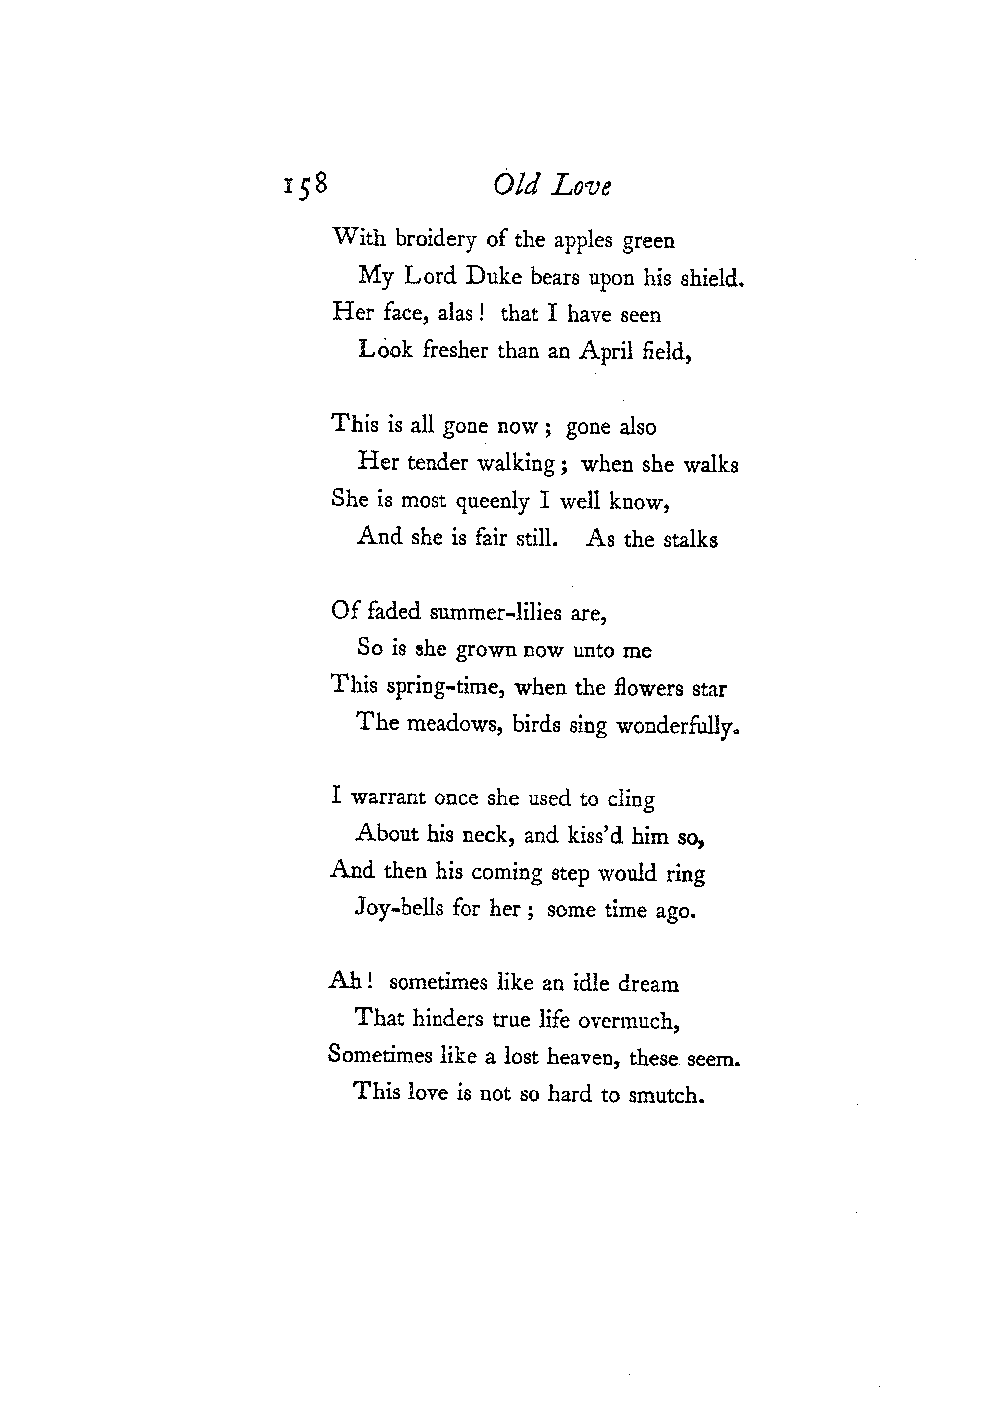 158 Old Love
With broidery of the apples green
My Lord Duke bears upon his shield.
Her face, alas! that I have seen
Look fresher than an April field,
This is all gone now; gone also
Her tender walking; when she walks
She is most queenly I well know,
And she is fair still. As the stalks
Of faded summer-lilies are,
So is she grown now unto me
This spring-time, when the flowers star
The meadows, birds sing wonderfully.
I warrant once she used to cling
About his neck, and kiss'd him so,
And then his coming step would ring
Joy-bells for her; some time ago.
Ah! sometimes like an idle dream
That hinders true life overmuch,
Sometimes like a lost heaven, these seem.
This love is not so hard to smutch.